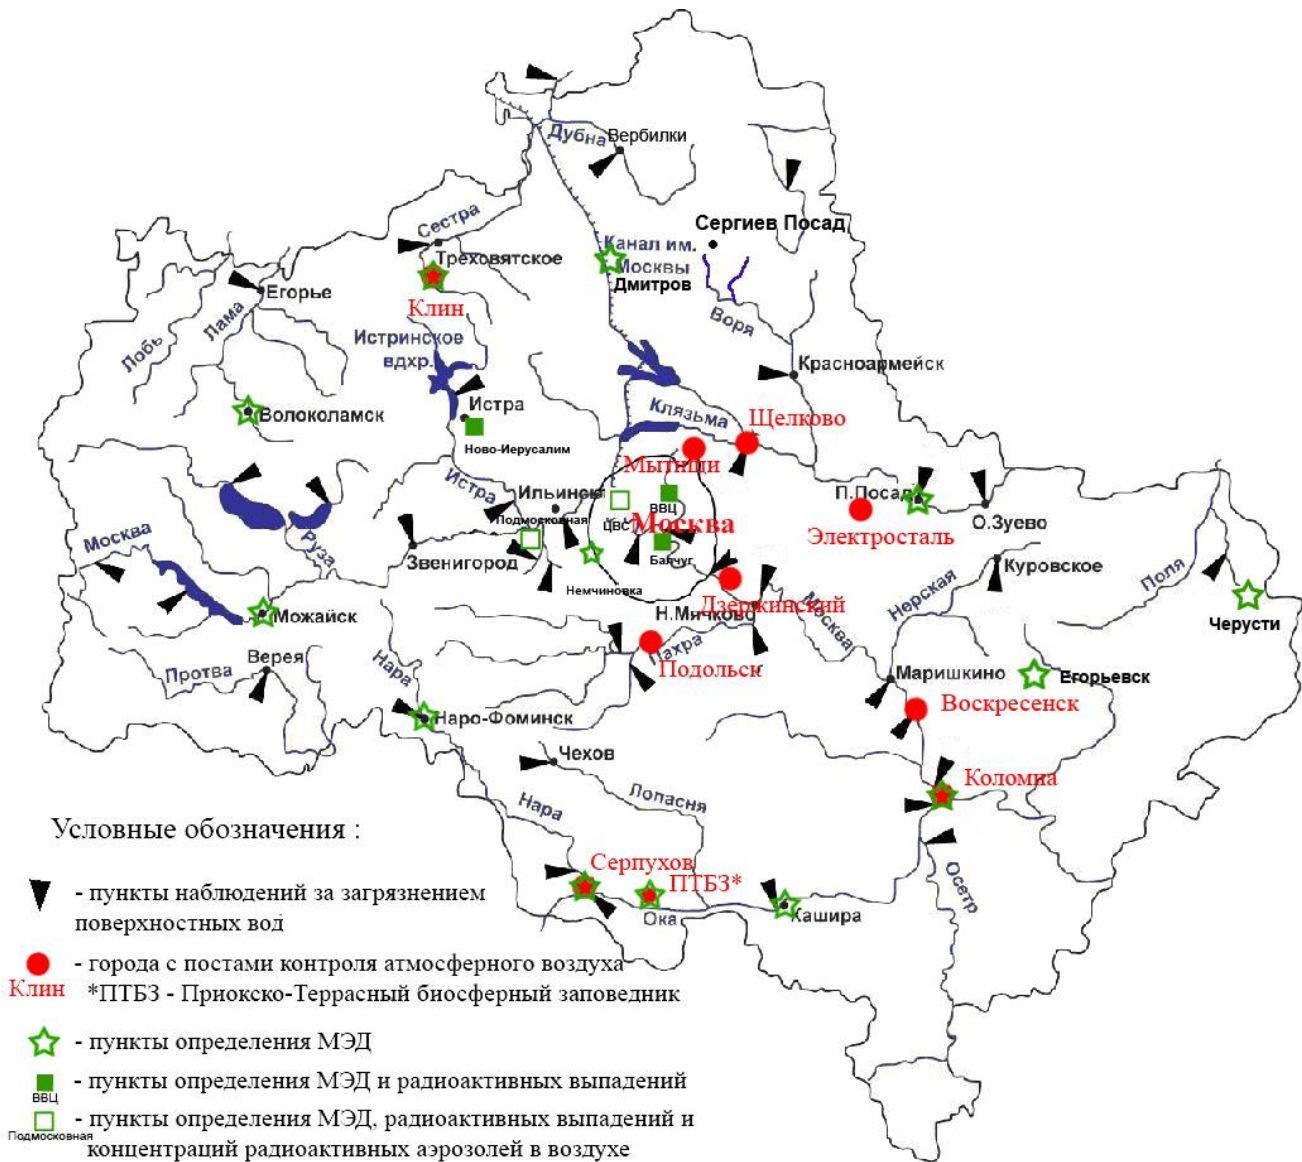 Дубна
Вербилки
Сестра
Сергиев Посад
Канал им.
Москвы
Дмитров
Треховятское
Клин
Егорье
Лама
Лобь
Воря
Истринское
вдхр.
Красноармейск
Волоколамск
Истра
Ново-Иерусалим
Клязьма
Щелково
Мытищи
Истра
Ильинск
Подмосковная
ЦВС
ВВЦ
Москва
Балчуг
Немчиновка
П.Посад
О.Зуево
Электросталь
Москва
Руза
Звенигород
Куровское
Нерская
Поля
Черусти
Можайск
Н.Мячково
Дзержинский
Москва
Пахра
Подольск
Протва
Верея
Нара
Наро-Фоминск
Маришкино
Егорьевск
Воскресенск
Чехов
Лопасня
Нара
Коломна
Серпухов
ПТБЗ*
Ока
Кашира
Осетр
Условные обозначения :
- пункты наблюдений за загрязнением
поверхностных вод
- города с постами контроля атмосферного воздуха
Клин
*ПТБЗ - Приокско-Террасный биосферный заповедник
- пункты определения МЭД
- пункты определения МЭД и радиоактивных выпадений
ВВЦ
- пункты определения МЭД, радиоактивных выпадений и
Подмосковная
концентраций радиоактивных аэрозолей в воздухе